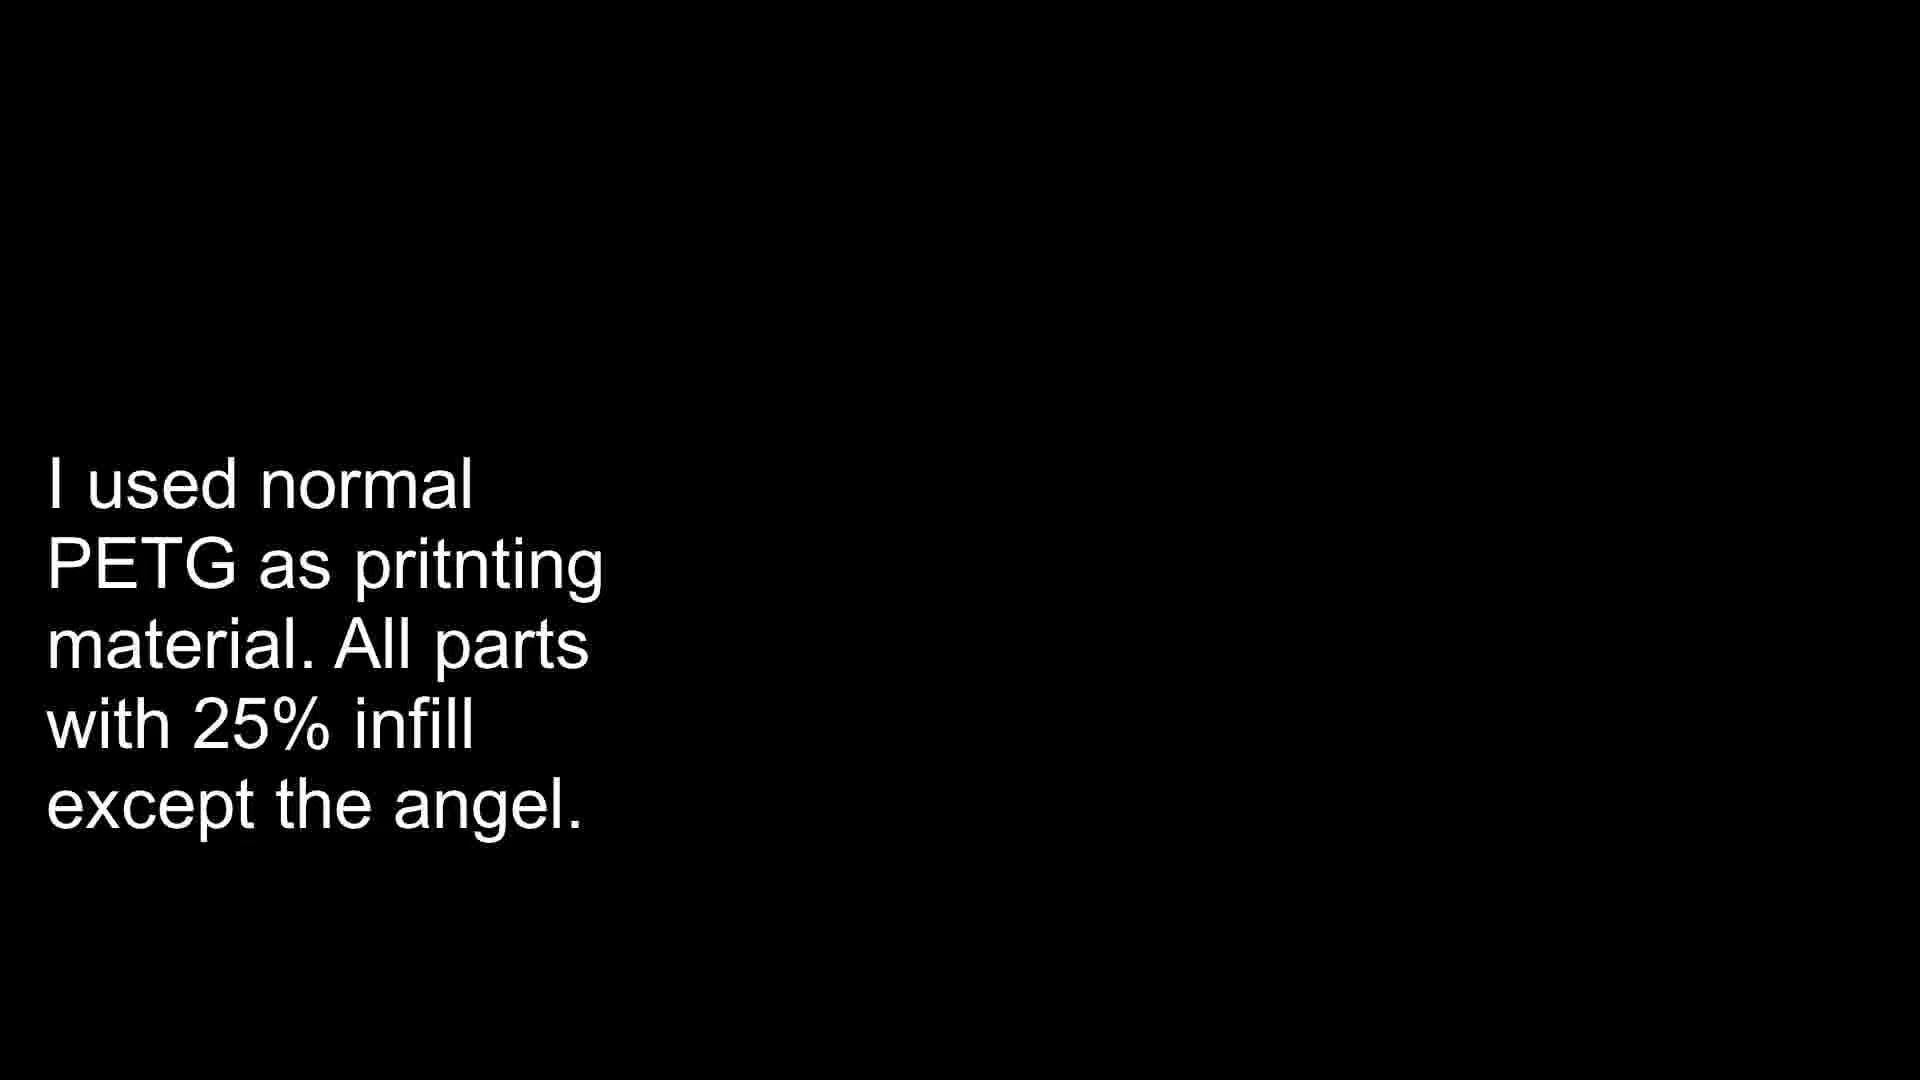 I used normal
PETG as pritnting
material. All parts
with 25% infill
except the angel.